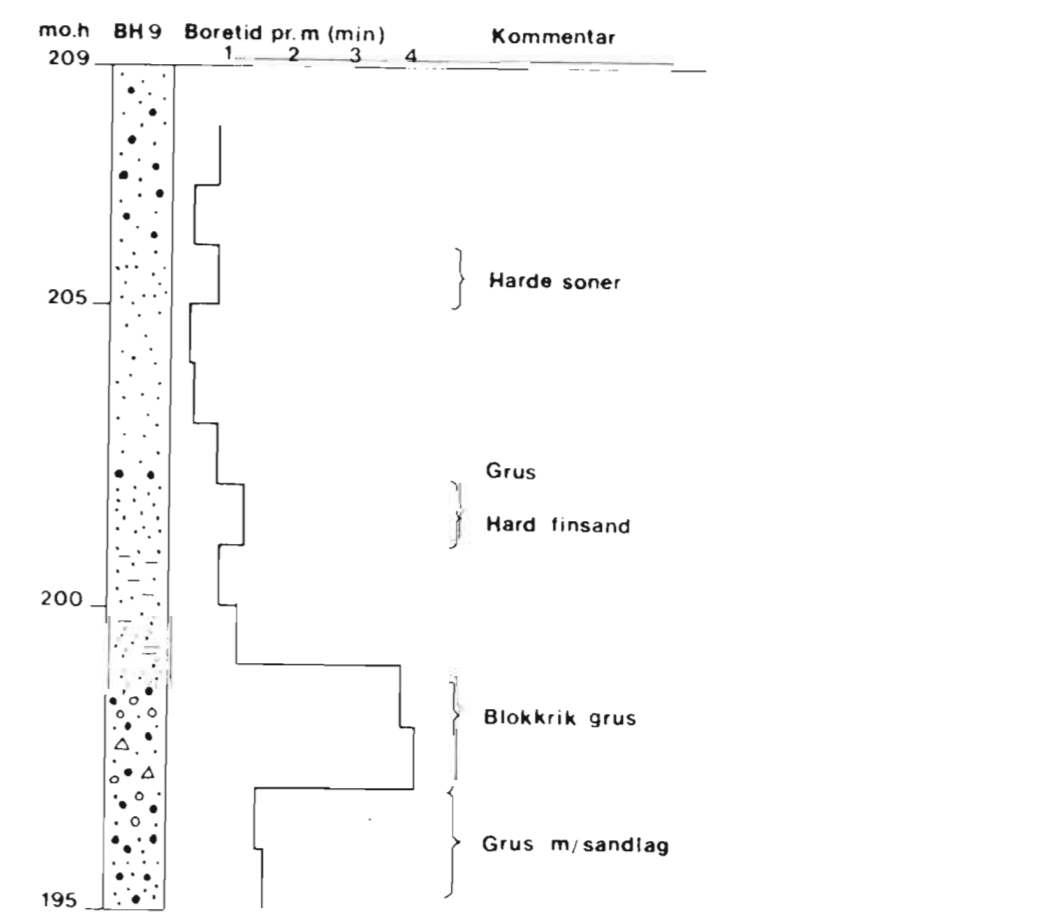 mo.h BH 9 Boretid pr. m (min) Kommentar
1 2 3 4
209
Harde soner
205
Grus
Hard finsand
200
Blokkrik grus
Grus m/sandlag
195